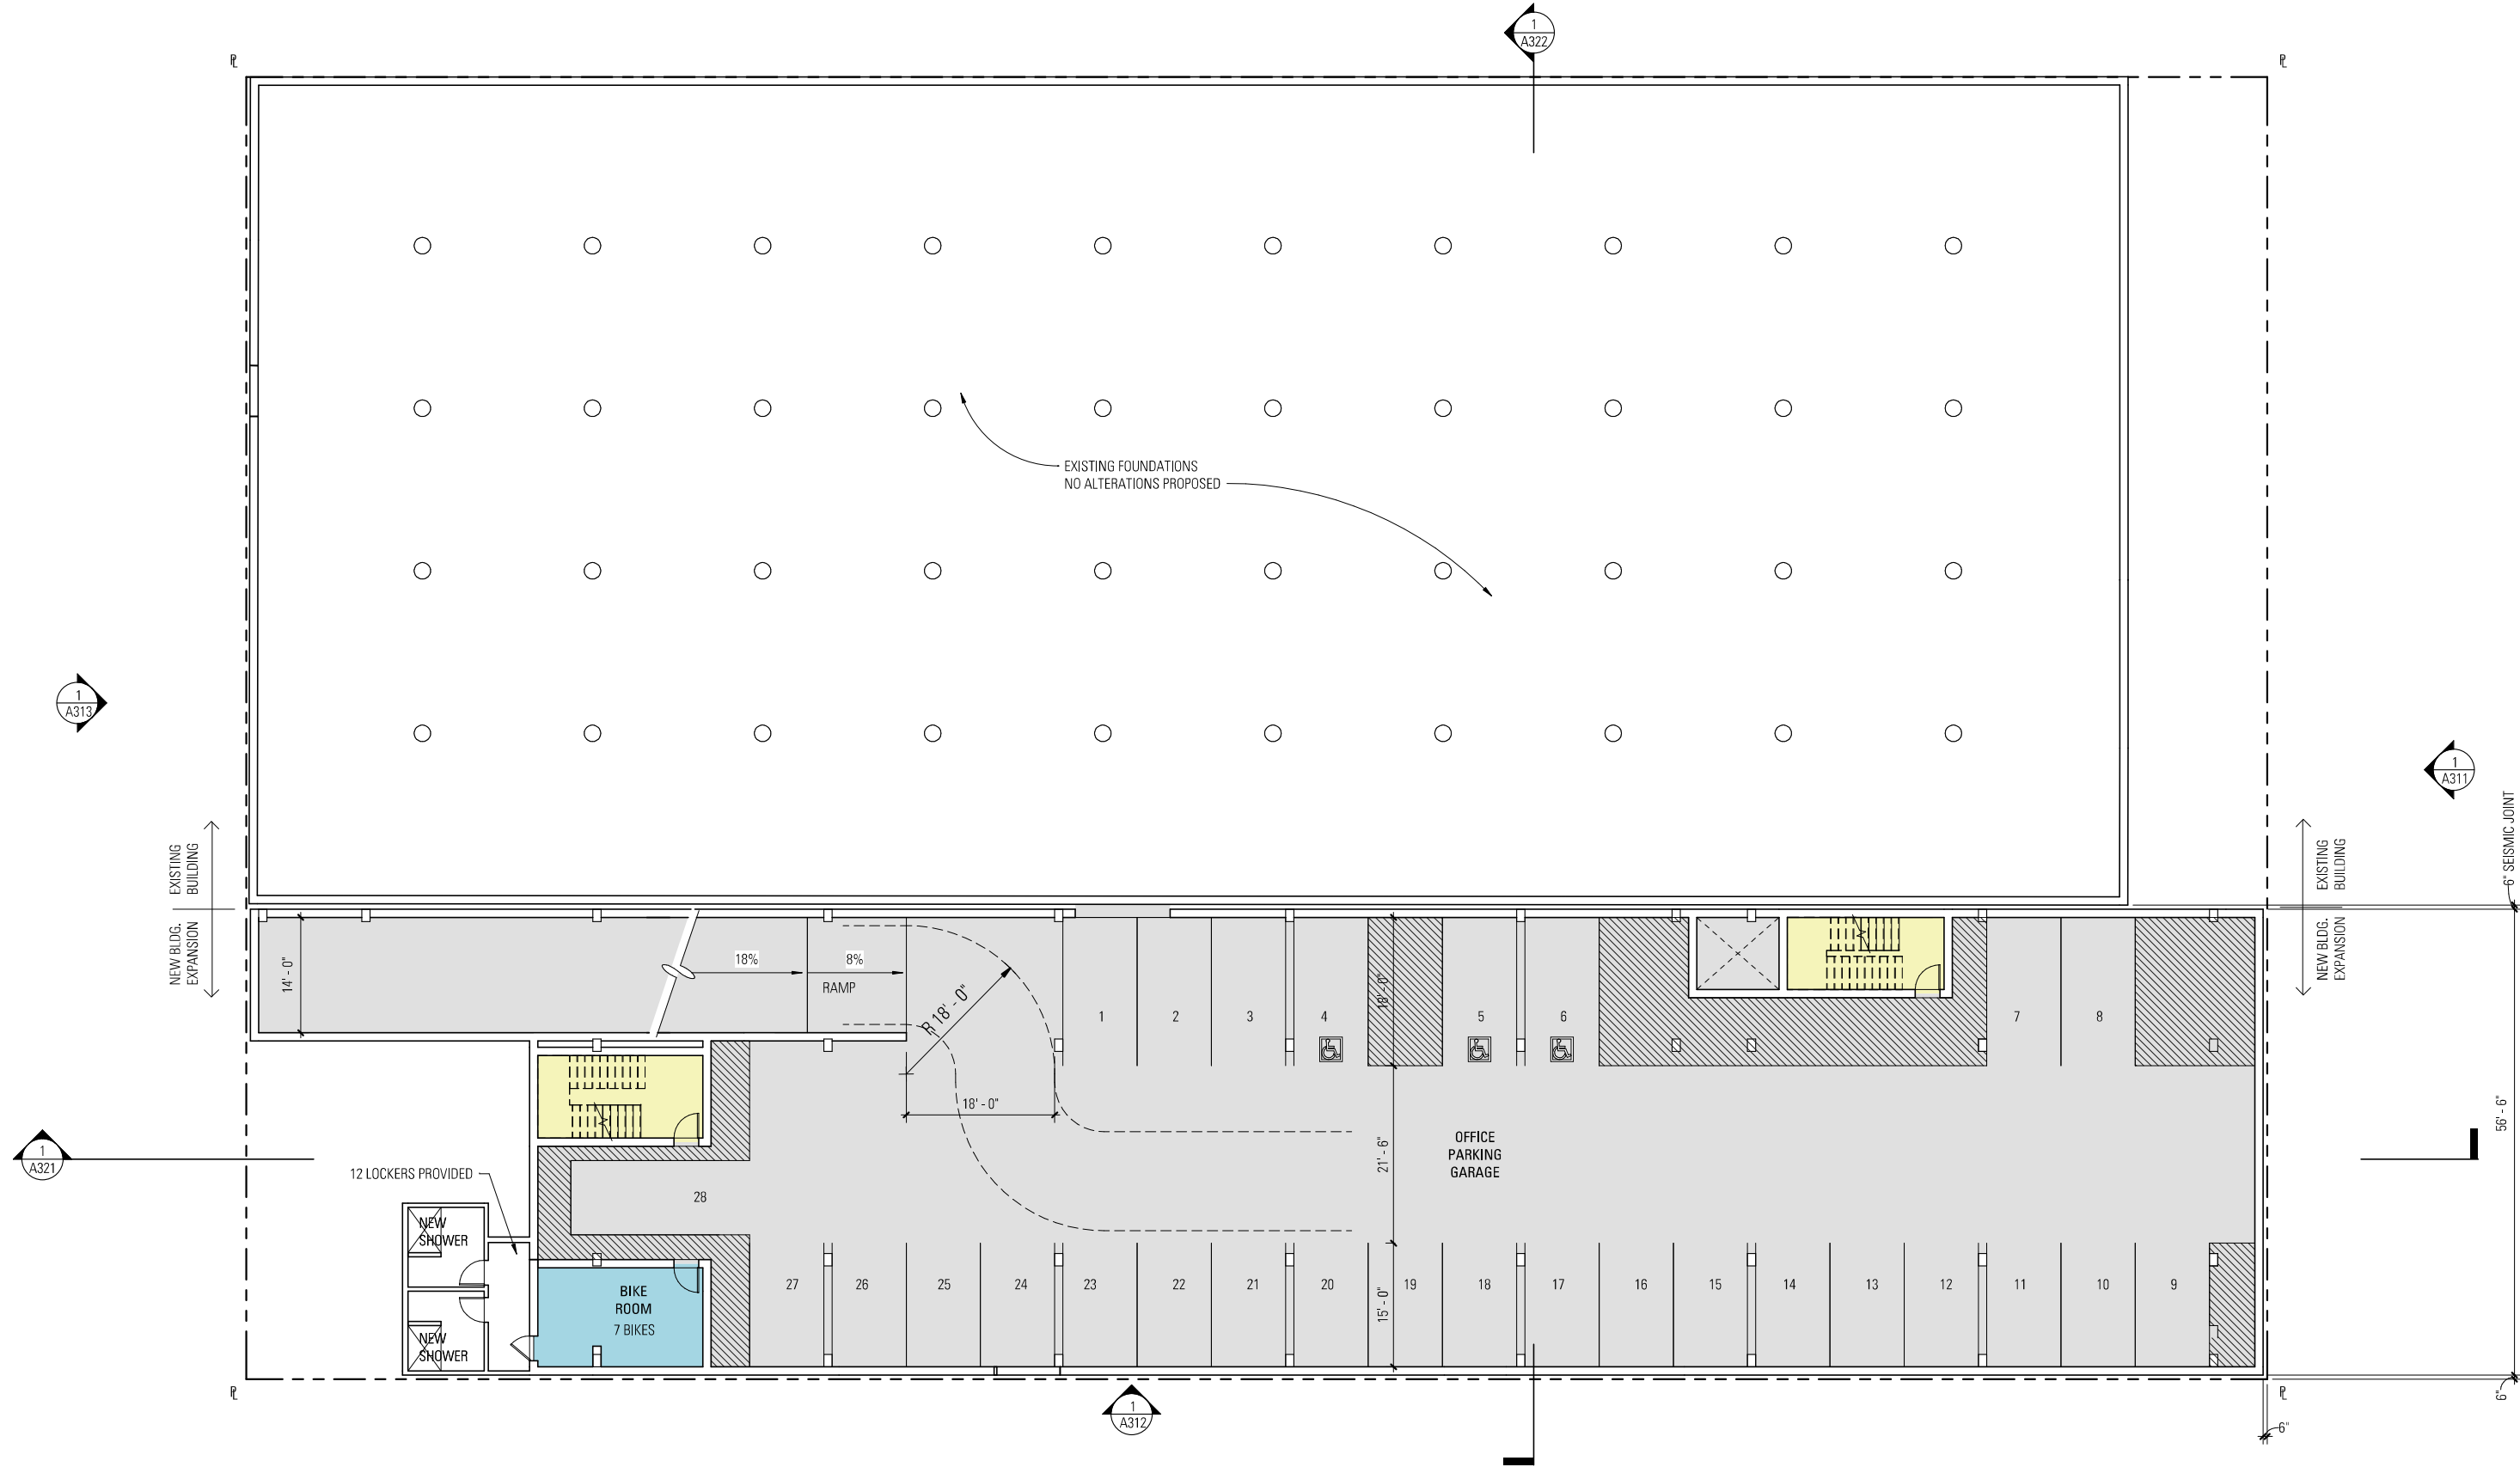 1
A322
PL
PL
EXISTING FOUNDATIONS
NO ALTERATIONS PROPOSED
1
A313
1
A311
6" SEISMIC JOINT
EXISTING
BUILDING
NEW BLDG.
EXPANSION
EXISTING
BUILDING
NEW BLDG.
EXPANSION
14' - 0"
18%
8%
RAMP
R 18' - 0"
18' - 0"
1
2
3
4
18' - 0"
5
6
7
8
56' - 6"
21' - 6"
OFFICE
PARKING
GARAGE
1
A321
12 LOCKERS PROVIDED
28
NEW
SHOWER
NEW
SHOWER
BIKE
ROOM
7 BIKES
27
26
25
24
23
22
21
20
15' - 0"
19
18
17
16
15
14
13
12
11
10
9
PL
PL
6"
6"
1
A312